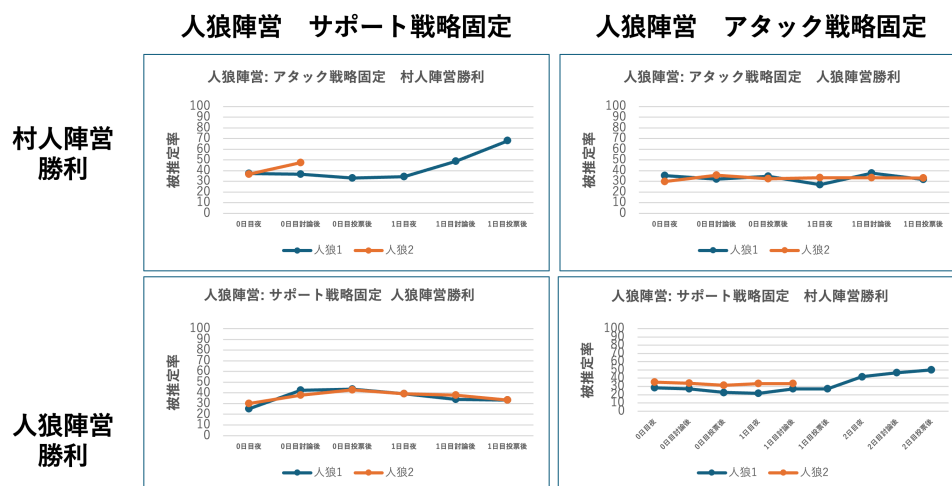 人狼陣営　サポート戦略固定
人狼陣営　アタック戦略固定
村人陣営
勝利
人狼陣営: アタック戦略固定　村人陣営勝利
被推定率
100
90
80
70
60
50
40
30
20
10
0
0日目夜
0日目討論後
0日目投票後
1日目夜
1日目討論後
1日目投票後
人狼1
人狼2
人狼陣営: アタック戦略固定　人狼陣営勝利
被推定率
100
90
80
70
60
50
40
30
20
10
0
0日目夜
0日目討論後
0日目投票後
1日目夜
1日目討論後
1日目投票後
人狼1
人狼2
人狼陣営
勝利
人狼陣営: サポート戦略固定 人狼陣営勝利
被推定率
100
90
80
70
60
50
40
30
20
10
0
0日目夜
0日目討論後
0日目投票後
1日目夜
1日目討論後
1日目投票後
人狼1
人狼2
人狼陣営: サポート戦略固定　村人陣営勝利
被推定率
100
90
80
70
60
50
40
30
20
10
0
0日目夜
0日目討論後
0日目投票後
1日目夜
1日目討論後
1日目投票後
2日目夜
2日目討論後
2日目投票後
人狼1
人狼2